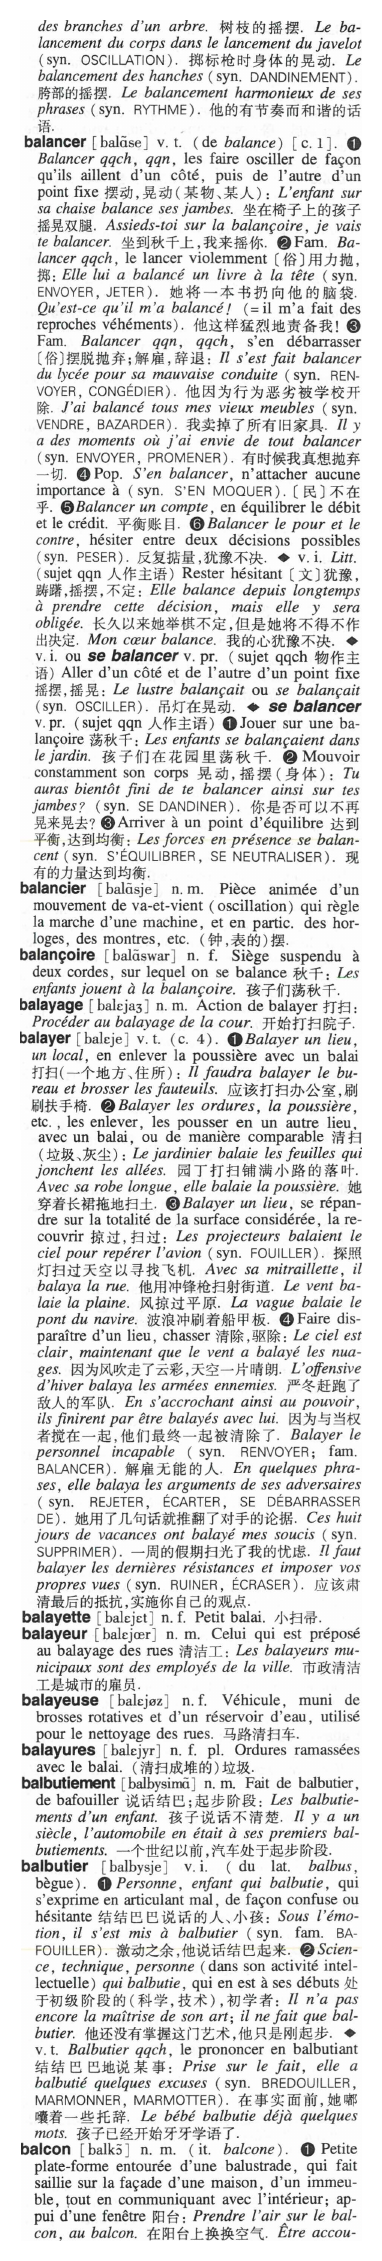 des branches d'un arbre. 树枝的摇摆. Le ba-
lancement du corps dans le lancement du javelot
(syn. OSCILLATION). 掷标枪时身体的晃动. Le
balancement des hanches (syn. DANDINEMENT).
胯部的摇摆. Le balancement harmonieux de ses
phrases (syn. RYTHME). 他的有节奏而和谐的话
语.
balancer [balɑ̃se] v. t. (de balance) [c. 1]. ❶
Balancer qqch, qqn, les faire osciller de façon
qu'ils aillent d'un côté, puis de l'autre d'un
point fixe 摆动,晃动(某物、某人): L'enfant sur
sa chaise balance ses jambes. 坐在椅子上的孩子
摇晃双腿. Assieds-toi sur la balançoire, je vais
te balancer. 坐到秋千上,我来摇你. ❷ Fam. Ba-
lancer qqch, le lancer violemment 〔俗〕用力抛,
掷: Elle lui a balancé un livre à la tête (syn.
ENVOYER, JETER). 她将一本书扔向他的脑袋.
Qu'est-ce qu'il m'a balancé! (= il m'a fait des
reproches véhéments). 他这样猛烈地责备我! ❸
Fam. Balancer qqn, qqch, s'en débarrasser
〔俗〕摆脱抛弃;解雇,辞退: Il s'est fait balancer
du lycée pour sa mauvaise conduite (syn. REN-
VOYER, CONGÉDIER). 他因为行为恶劣被学校开
除. J'ai balancé tous mes vieux meubles (syn.
VENDRE, BAZARDER). 我卖掉了所有旧家具. Il y
a des moments où j'ai envie de tout balancer
(syn. ENVOYER, PROMENER). 有时候我真想抛弃
一切. ❹ Pop. S'en balancer, n'attacher aucune
importance à (syn. S'EN MOQUER).〔民〕不在
乎. ❺ Balancer un compte, en équilibrer le débit
et le crédit. 平衡账目. ❻ Balancer le pour et le
contre, hésiter entre deux décisions possibles
(syn. PESER). 反复掂量,犹豫不决. ◆ v. i. Litt.
(sujet qqn 人作主语) Rester hésitant 〔文〕犹豫,
踌躇,摇摆,不定: Elle balance depuis longtemps
à prendre cette décision, mais elle y sera
obligée. 长久以来她举棋不定,但是她将不得不作
出决定. Mon cœur balance. 我的心犹豫不决. ◆
v. i. ou se balancer v. pr. (sujet qqch 物作主
语) Aller d'un côté et de l'autre d'un point fixe
摇摆,摇晃: Le lustre balançait ou se balançait
(syn. OSCILLER). 吊灯在晃动. ◆ se balancer
v. pr. (sujet qqn 人作主语) ❶ Jouer sur une ba-
lançoire 荡秋千: Les enfants se balançaient dans
le jardin. 孩子们在花园里荡秋千. ❷ Mouvoir
constamment son corps 晃动,摇摆(身体): Tu
auras bientôt fini de te balancer ainsi sur tes
jambes? (syn. SE DANDINER). 你是否可以不再
晃来晃去? ❸ Arriver à un point d'équilibre 达到
平衡,达到均衡: Les forces en présence se balan-
cent (syn. S'ÉQUILIBRER, SE NEUTRALISER). 现
有的力量达到均衡.
balancier [balɑ̃sje] n. m. Pièce animée d'un
mouvement de va-et-vient (oscillation) qui règle
la marche d'une machine, et en partic. des hor-
loges, des montres, etc. (钟,表的)摆.
balançoire [balɑ̃swar] n. f. Siège suspendu à
deux cordes, sur lequel on se balance 秋千: Les
enfants jouent à la balançoire. 孩子们荡秋千.
balayage [balɛjaʒ] n. m. Action de balayer 打扫:
Procéder au balayage de la cour. 开始打扫院子.
balayer [balɛje] v. t. (c. 4). ❶ Balayer un lieu,
un local, en enlever la poussière avec un balai
打扫(一个地方、住所): Il faudra balayer le bu-
reau et brosser les fauteuils. 应该打扫办公室,刷
刷扶手椅. ❷ Balayer les ordures, la poussière,
etc., les enlever, les pousser en un autre lieu,
avec un balai, ou de manière comparable 清扫
(垃圾、灰尘): Le jardinier balaie les feuilles qui
jonchent les allées. 园丁打扫铺满小路的落叶.
Avec sa robe longue, elle balaie la poussière. 她
穿着长裙拖地扫土. ❸ Balayer un lieu, se répan-
dre sur la totalité de la surface considérée, la re-
couvrir 掠过,扫过: Les projecteurs balaient le
ciel pour repérer l'avion (syn. FOUILLER). 探照
灯扫过天空以寻找飞机. Avec sa mitraillette, il
balaya la rue. 他用冲锋枪扫射街道. Le vent ba-
laie la plaine. 风掠过平原. La vague balaie le
pont du navire. 波浪冲刷着船甲板. ❹ Faire dis-
paraître d'un lieu, chasser 清除,驱除: Le ciel est
clair, maintenant que le vent a balayé les nua-
ges. 因为风吹走了云彩,天空一片晴朗. L'offensive
d'hiver balaya les armées ennemies. 严冬赶跑了
敌人的军队. En s'accrochant ainsi au pouvoir,
ils finirent par être balayés avec lui. 因为与当权
者搅在一起,他们最终一起被清除了. Balayer le
personnel incapable (syn. RENVOYER; fam.
BALANCER). 解雇无能的人. En quelques phra-
ses, elle balaya les arguments de ses adversaires
(syn. REJETER, ÉCARTER, SE DÉBARRASSER
DE). 她用了几句话就推翻了对手的论据. Ces huit
jours de vacances ont balayé mes soucis (syn.
SUPPRIMER). 一周的假期扫光了我的忧虑. Il faut
balayer les dernières résistances et imposer vos
propres vues (syn. RUINER, ÉCRASER). 应该肃
清最后的抵抗,实施你自己的观点.
balayette [balɛjɛt] n. f. Petit balai. 小扫帚.
balayeur [balɛjœr] n. m. Celui qui est préposé
au balayage des rues 清洁工: Les balayeurs mu-
nicipaux sont des employés de la ville. 市政清洁
工是城市的雇员.
balayeuse [balɛjøz] n. f. Véhicule, muni de
brosses rotatives et d'un réservoir d'eau, utilisé
pour le nettoyage des rues. 马路清扫车.
balayures [balɛjyr] n. f. pl. Ordures ramassées
avec le balai. (清扫成堆的)垃圾.
balbutiement [balbysimɑ̃] n. m. Fait de balbutier,
de bafouiller 说话结巴;起步阶段: Les balbutie-
ments d'un enfant. 孩子说话不清楚. Il y a un
siècle, l'automobile en était à ses premiers bal-
butiements. 一个世纪以前,汽车处于起步阶段.
balbutier [balbysje] v. i. (du lat. balbus,
bègue). ❶ Personne, enfant qui balbutie, qui
s'exprime en articulant mal, de façon confuse ou
hésitante 结结巴巴说话的人、小孩: Sous l'émo-
tion, il s'est mis à balbutier (syn. fam. BA-
FOUILLER). 激动之余,他说话结巴起来. ❷ Scien-
ce, technique, personne (dans son activité intel-
lectuelle) qui balbutie, qui en est à ses débuts 处
于初级阶段的(科学,技术),初学者: Il n'a pas
encore la maîtrise de son art; il ne fait que bal-
butier. 他还没有掌握这门艺术,他只是刚起步. ◆
v. t. Balbutier qqch, le prononcer en balbutiant
结结巴巴地说某事: Prise sur le fait, elle a
balbutié quelques excuses (syn. BREDOUILLER,
MARMONNER, MARMOTTER). 在事实面前,她嘟
囔着一些托辞. Le bébé balbutie déjà quelques
mots. 孩子已经开始牙牙学语了.
balcon [balkɔ̃] n. m. (it. balcone). ❶ Petite
plate-forme entourée d'une balustrade, qui fait
saillie sur la façade d'une maison, d'un immeu-
ble, tout en communiquant avec l'intérieur; ap-
pui d'une fenêtre 阳台: Prendre l'air sur le bal-
con, au balcon. 在阳台上换换空气. Être accou-